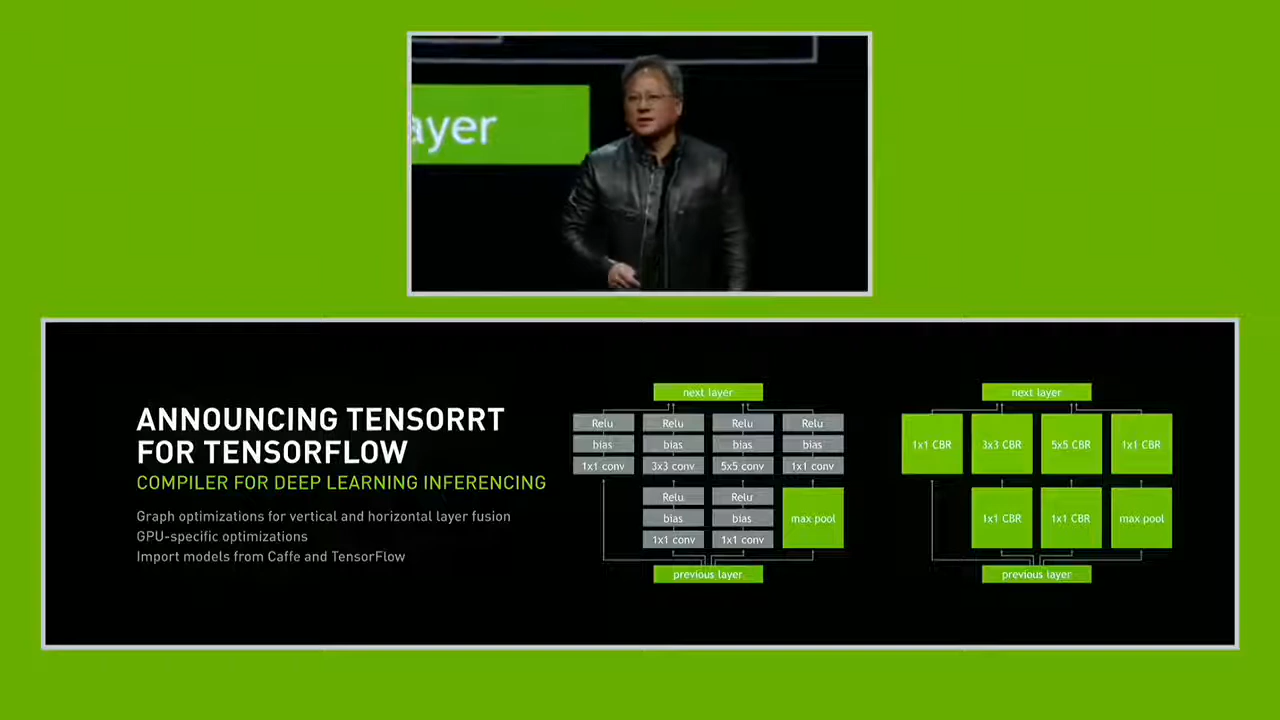 ayer
ANNOUNCING TENSORRT
FOR TENSORFLOW
COMPILER FOR DEEP LEARNING INFERENCING
Graph optimizations for vertical and horizontal layer fusion
GPU-specific optimizations
Import models from Caffe and TensorFlow
next layer
Relu Relu Relu Relu
bias bias bias bias
1x1 conv 3x3 conv 5x5 conv 1x1 conv
Relu Relu
bias bias max pool
1x1 conv 1x1 conv
previous layer
next layer
1x1 CBR 3x3 CBR 5x5 CBR 1x1 CBR
1x1 CBR 1x1 CBR max pool
previous layer